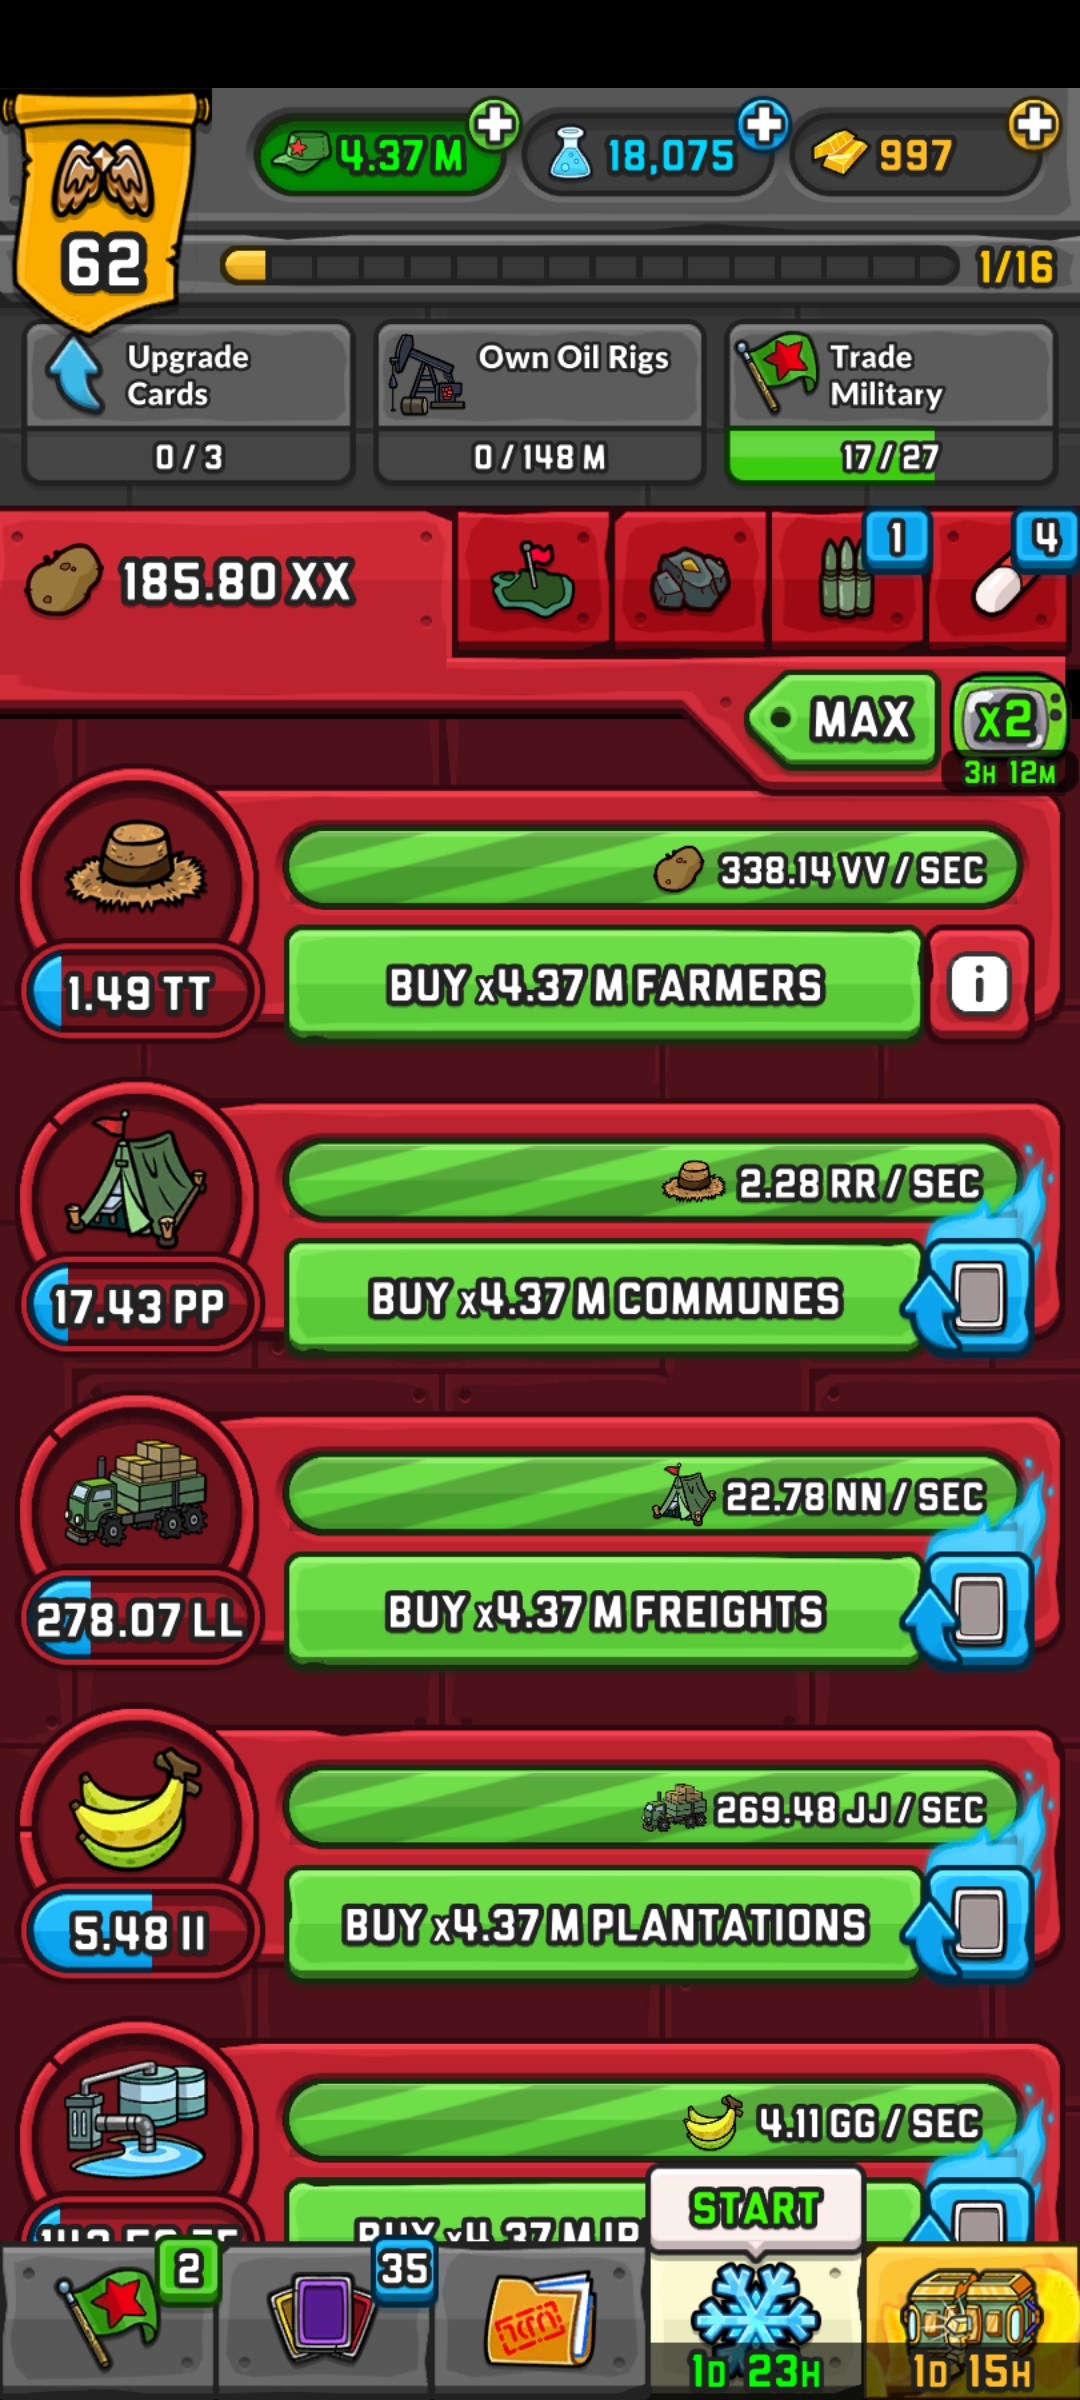 4.37 M
18,075
997
62
1/16
Upgrade
Cards
0 / 3
Own Oil Rigs
0 / 148 M
Trade
Military
17 / 27
185.80 XX
1
4
MAX
x2
3H 12M
338.14 VV / SEC
1.49 TT
BUY x4.37 M FARMERS
i
2.28 RR / SEC
17.43 PP
BUY x4.37 M COMMUNES
22.78 NN / SEC
278.07 LL
BUY x4.37 M FREIGHTS
269.48 JJ / SEC
5.48 II
BUY x4.37 M PLANTATIONS
4.11 GG / SEC
BUY x4.37 M
START
2
35
1D 23H
1D 15H